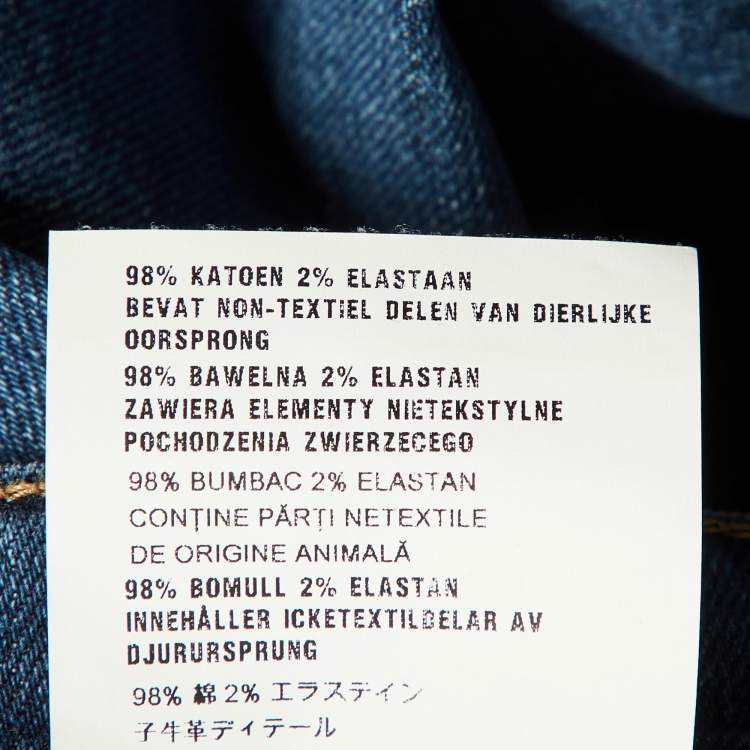 98% KATOEN 2% ELASTAAN
BEVAT NON-TEXTIEL DELEN VAN DIERLIJKE
OORSPRONG
98% BAWELNA 2% ELASTAN
ZAWIERA ELEMENTY NIETEKSTYLNE
POCHODZENIA ZWIERZECEGO
98% BUMBAC 2% ELASTAN
CONȚINE PĂRȚI NETEXTILE
DE ORIGINE ANIMALĂ
98% BOMULL 2% ELASTAN
INNEHÅLLER ICKETEXTILDELAR AV
DJURURSPRUNG
98% 綿 2% エラステイン
子牛革ディテール